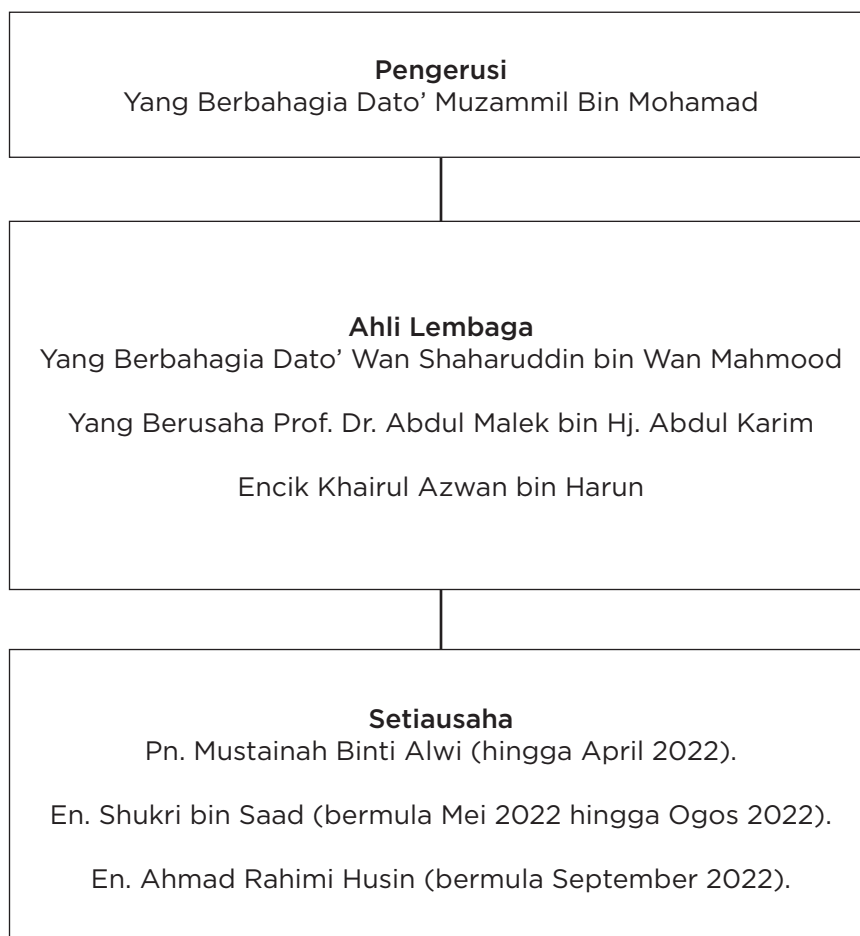 Pengerusi
Yang Berbahagia Dato’ Muzammil Bin Mohamad
Ahli Lembaga
Yang Berbahagia Dato’ Wan Shaharuddin bin Wan Mahmood
Yang Berusaha Prof. Dr. Abdul Malek bin Hj. Abdul Karim
Encik Khairul Azwan bin Harun
Setiausaha
Pn. Mustainah Binti Alwi (hingga April 2022).
En. Shukri bin Saad (bermula Mei 2022 hingga Ogos 2022).
En. Ahmad Rahimi Husin (bermula September 2022).